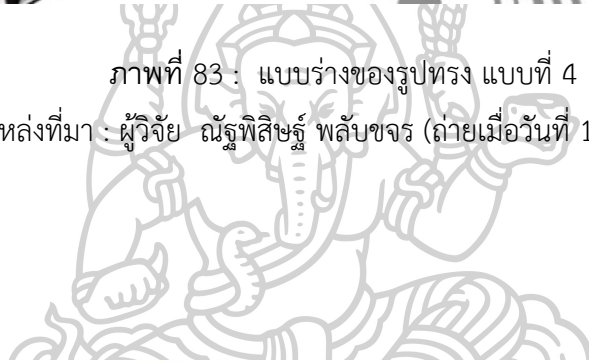 ภาพที่ 83 : แบบร่างของรูปทรง แบบที่ 4
หล่งที่มา : ผู้วิจัย ณัฐพิสิษฐ์ พลับขจร (ถ่ายเมื่อวันที่ 1